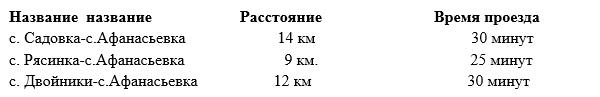 Название название Расстояние Время проезда
с. Садовка-с.Афанасьевка 14 км 30 минут
с. Рясинка-с.Афанасьевка 9 км. 25 минут
с. Двойники-с.Афанасьевка 12 км 30 минут